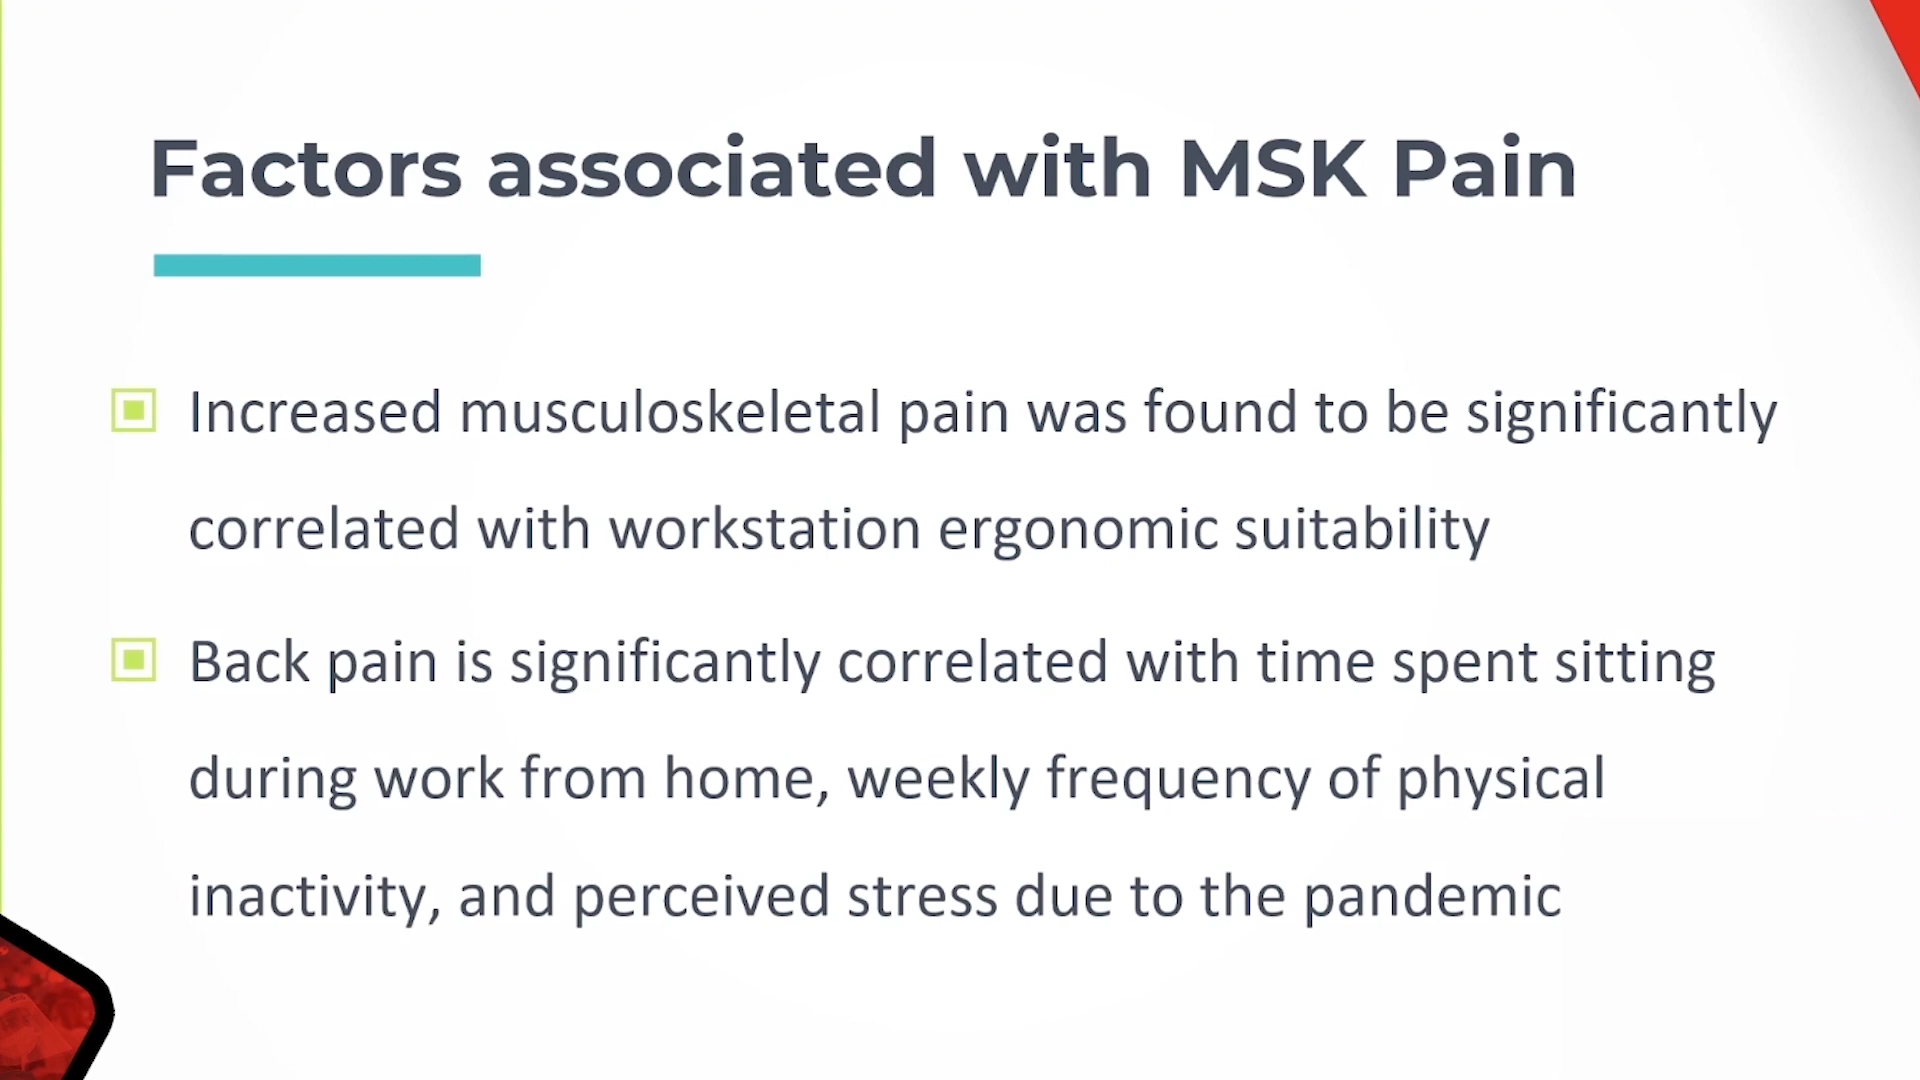 Factors associated with MSK Pain
Increased musculoskeletal pain was found to be significantly
correlated with workstation ergonomic suitability
Back pain is significantly correlated with time spent sitting
during work from home, weekly frequency of physical
inactivity, and perceived stress due to the pandemic